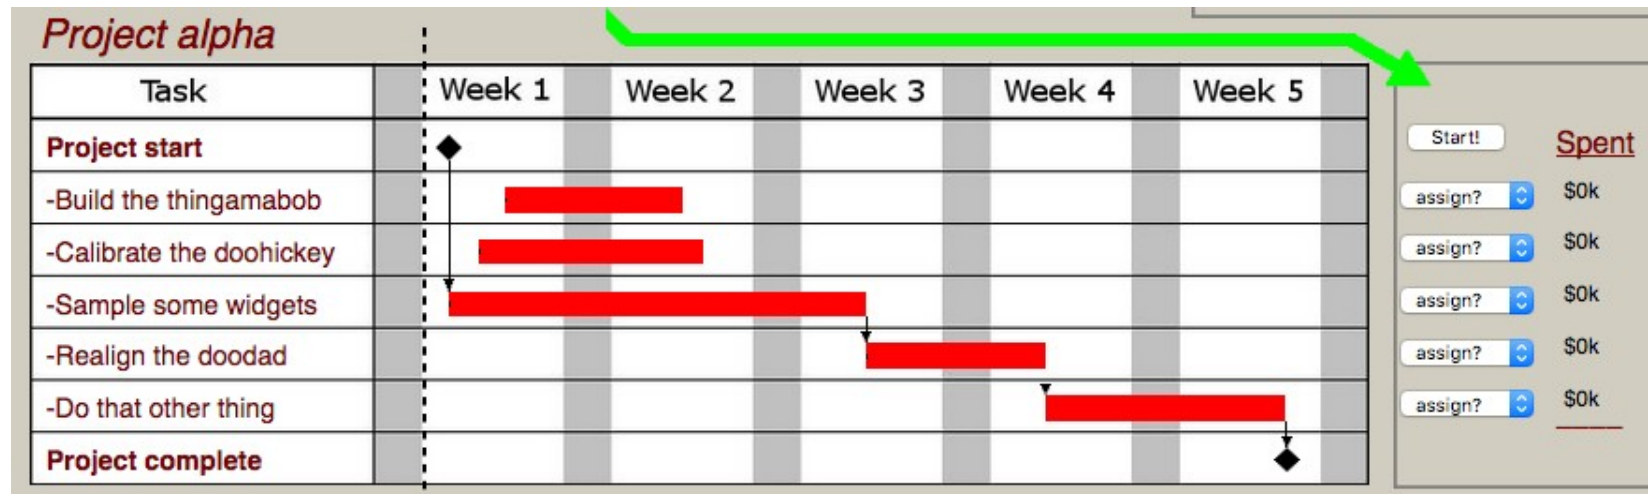 Project alpha
Task Week 1 Week 2 Week 3 Week 4 Week 5
Project start Start! Spent
-Build the thingamabob assign? $0k
-Calibrate the doohickey assign? $0k
-Sample some widgets assign? $0k
-Realign the doodad assign? $0k
-Do that other thing assign? $0k
Project complete